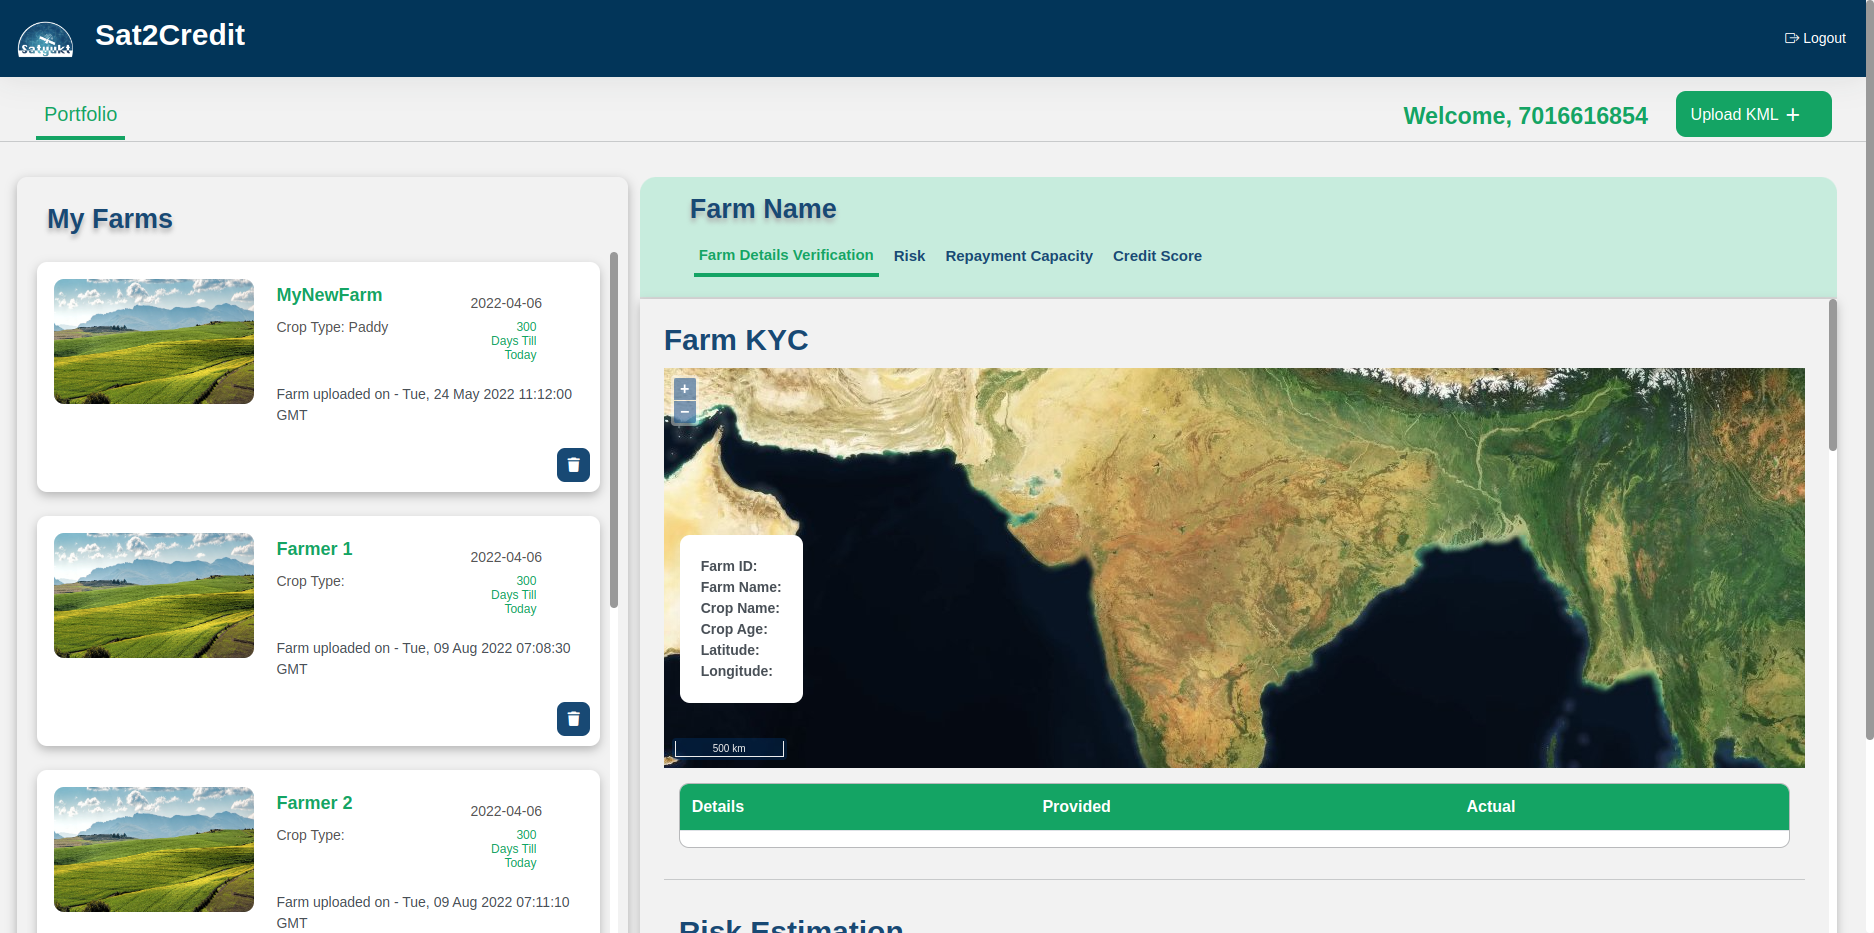 Satyukt
Sat2Credit
Logout
Portfolio
Welcome, 7016616854
Upload KML +
My Farms
MyNewFarm
2022-04-06
Crop Type: Paddy
300
Days Till
Today
Farm uploaded on - Tue, 24 May 2022 11:12:00
GMT
Farmer 1
2022-04-06
Crop Type:
300
Days Till
Today
Farm uploaded on - Tue, 09 Aug 2022 07:08:30
GMT
Farmer 2
2022-04-06
Crop Type:
300
Days Till
Today
Farm uploaded on - Tue, 09 Aug 2022 07:11:10
GMT
Farm Name
Farm Details Verification
Risk
Repayment Capacity
Credit Score
Farm KYC
+
−
Farm ID:
Farm Name:
Crop Name:
Crop Age:
Latitude:
Longitude:
500 km
Details
Provided
Actual
Risk Estimation